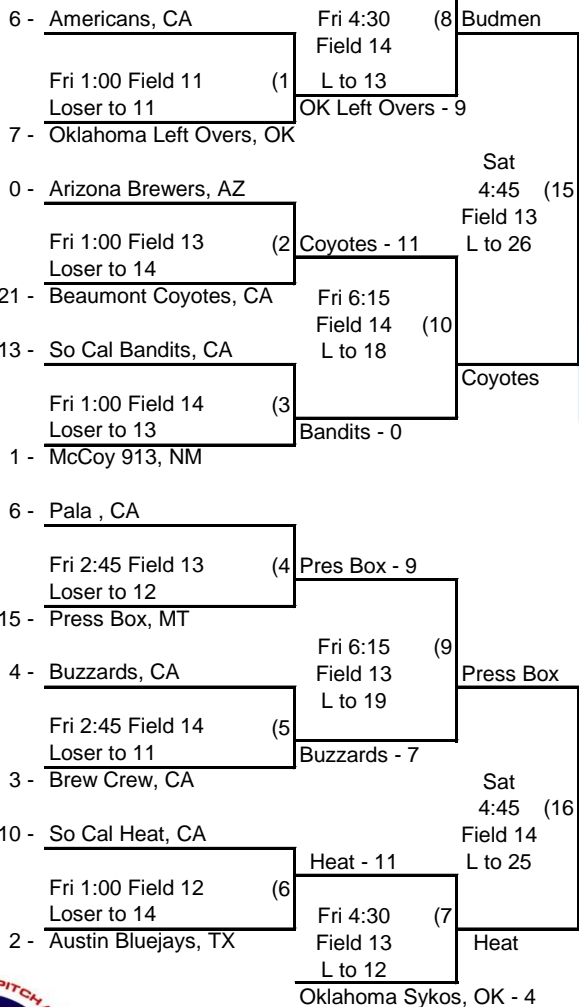 6 - Americans, CA
Fri 4:30 (8 Budmen
Field 14
Fri 1:00 Field 11 (1 L to 13
Loser to 11 OK Left Overs - 9
7 - Oklahoma Left Overs, OK
Sat
0 - Arizona Brewers, AZ 4:45 (15
Field 13
Fri 1:00 Field 13 (2 Coyotes - 11 L to 26
Loser to 14
21 - Beaumont Coyotes, CA Fri 6:15
Field 14 (10
13 - So Cal Bandits, CA L to 18
Coyotes
Fri 1:00 Field 14 (3
Loser to 13 Bandits - 0
1 - McCoy 913, NM
6 - Pala , CA
Fri 2:45 Field 13 (4 Pres Box - 9
Loser to 12
15 - Press Box, MT
Fri 6:15 (9
4 - Buzzards, CA Field 13 Press Box
L to 19
Fri 2:45 Field 14 (5
Loser to 11 Buzzards - 7
3 - Brew Crew, CA Sat
4:45 (16
10 - So Cal Heat, CA Field 14
Heat - 11 L to 25
Fri 1:00 Field 12 (6
Loser to 14 Fri 4:30 (7
2 - Austin Bluejays, TX Field 13 Heat
L to 12
Oklahoma Sykos, OK - 4
PITCH